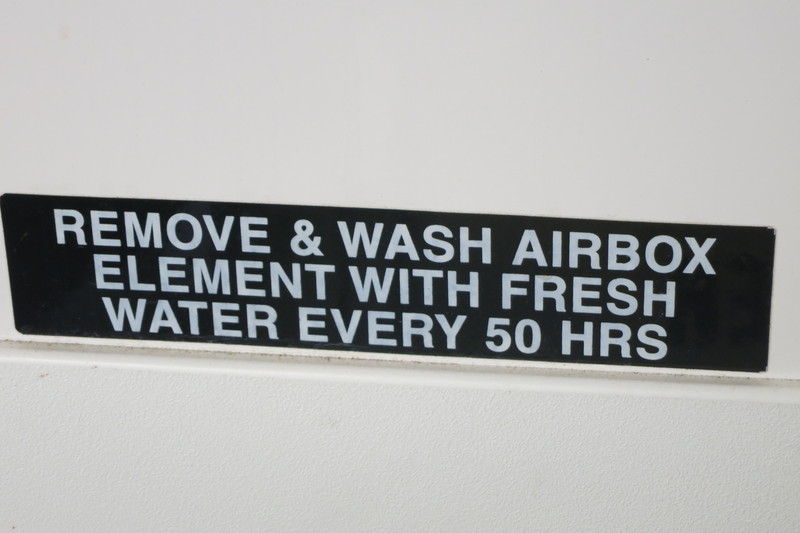 REMOVE & WASH AIRBOX
ELEMENT WITH FRESH
WATER EVERY 50 HRS